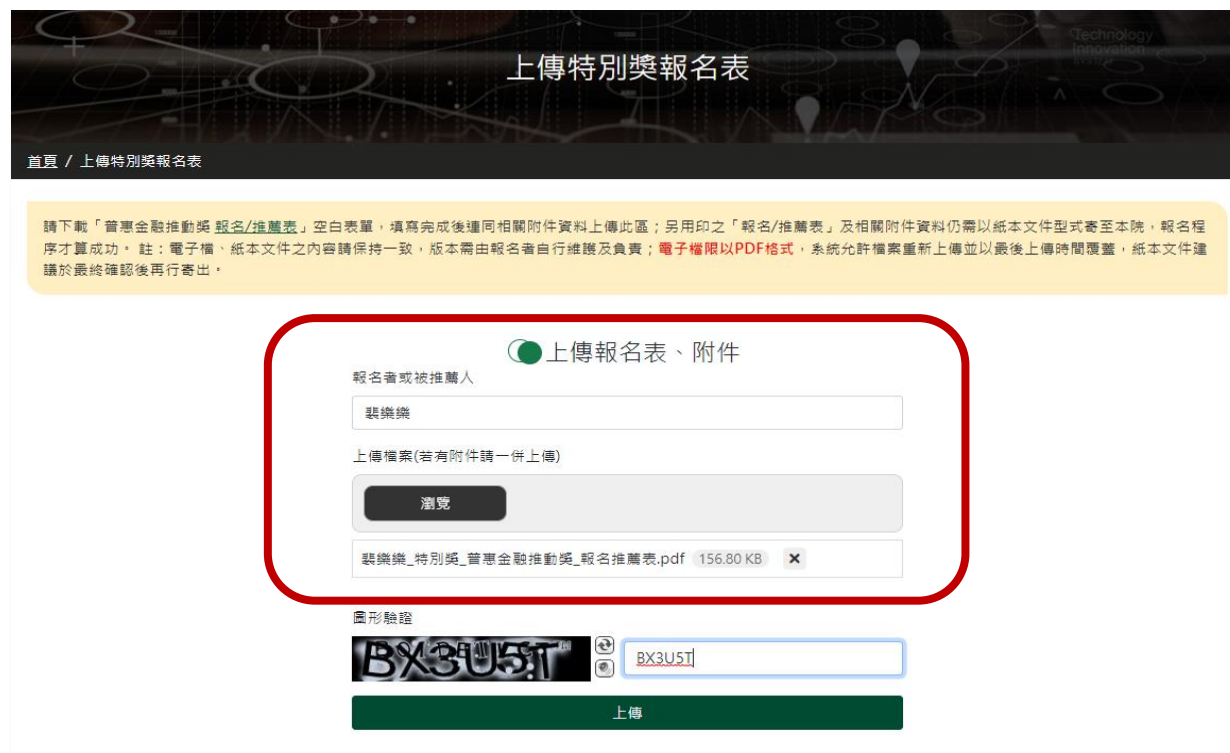 Technology
Innovation
上傳特別獎報名表
首頁 / 上傳特別獎報名表
請下載「普惠金融推動獎 報名/推薦表」空白表單，填寫完成後連同相關附件資料上傳此區；另用印之「報名/推薦表」及相關附件資料仍需以紙本文件型式寄至本院，報名程
序才算成功。 註：電子檔、紙本文件之內容請保持一致，版本需由報名者自行維護及負責；電子檔限以PDF格式，系統允許檔案重新上傳並以最後上傳時間覆蓋，紙本文件建
議於最終確認後再行寄出。
上傳報名表、附件
報名者或被推薦人
裴樂樂
上傳檔案(若有附件請一併上傳)
瀏覽
裴樂樂_特別獎_普惠金融推動獎_報名推薦表.pdf 156.80 KB ×
圖形驗證
BX3U5T BX3U5T
上傳